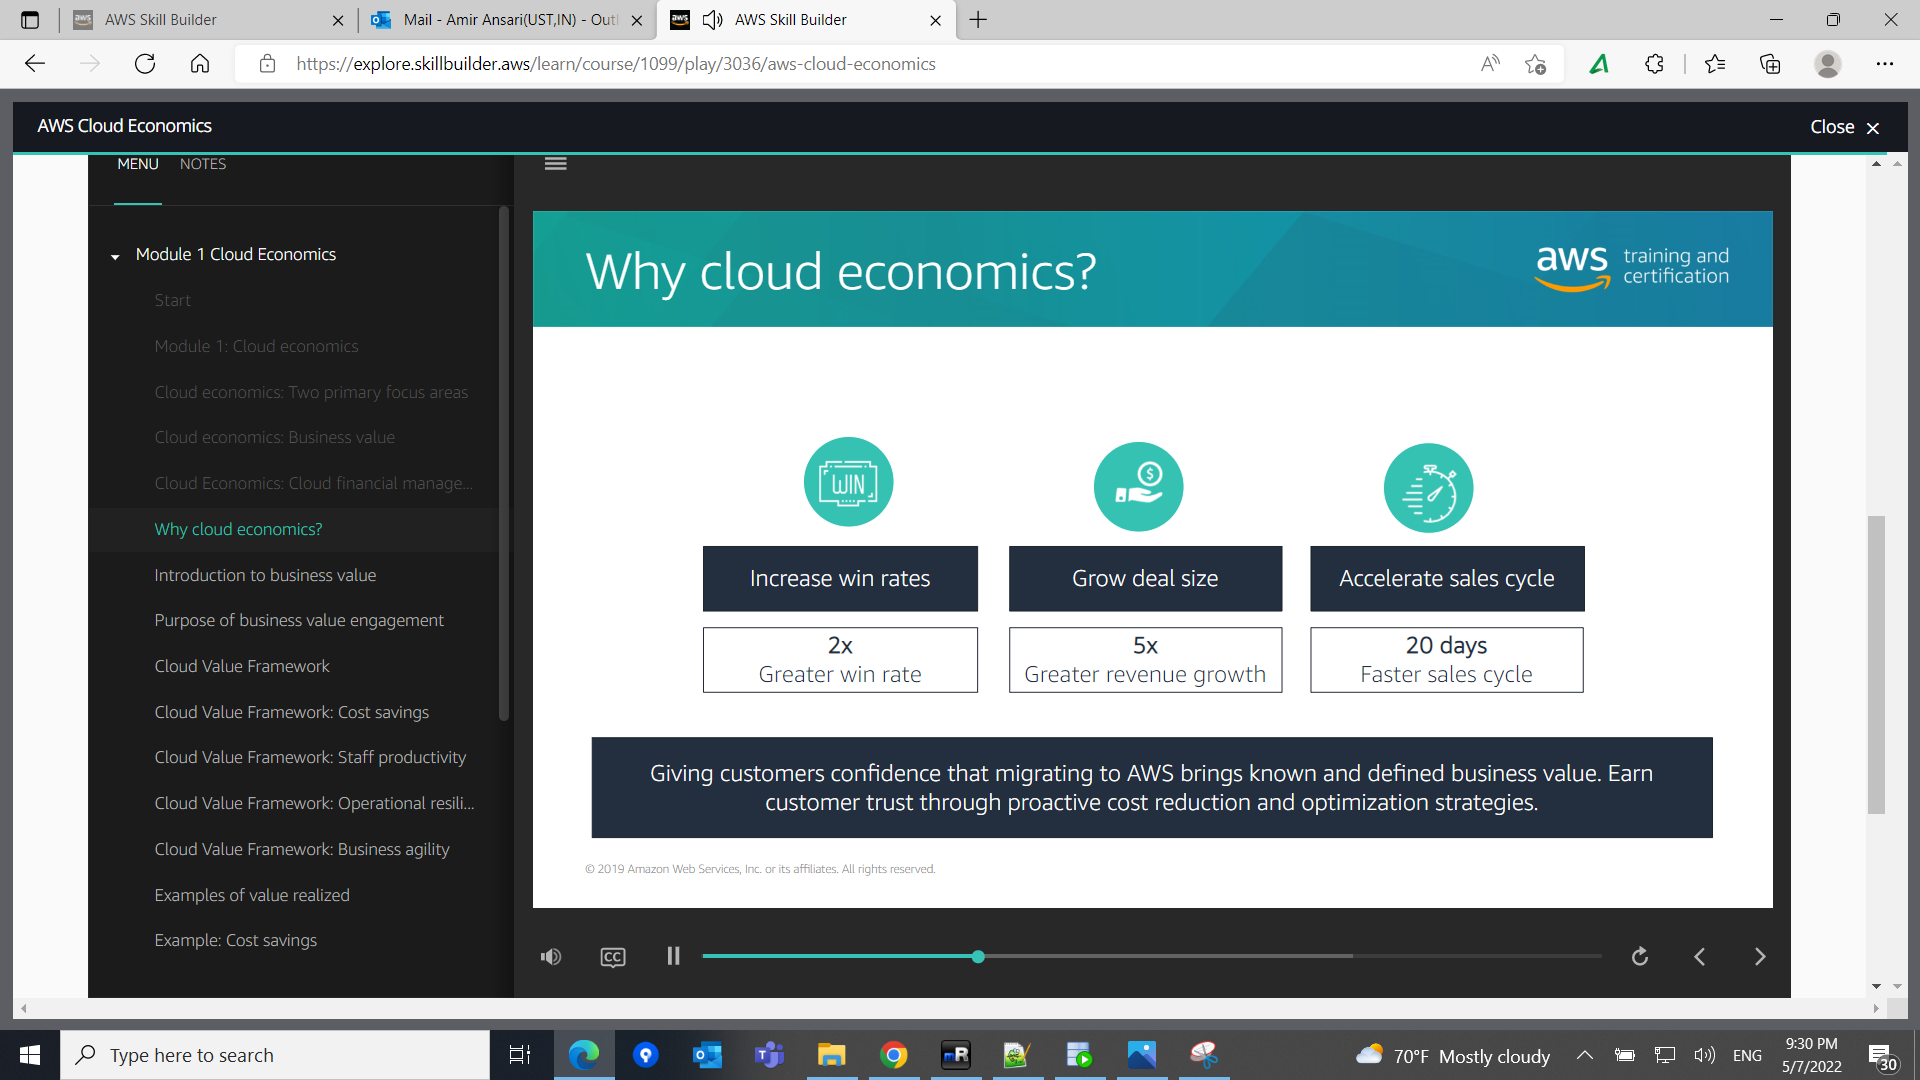 AWS Skill Builder
Mail - Amir Ansari(UST,IN) - Outl
AWS Skill Builder
https://explore.skillbuilder.aws/learn/course/1099/play/3036/aws-cloud-economics
AWS Cloud Economics
Close
MENU
NOTES
Module 1 Cloud Economics
Start
Module 1: Cloud economics
Cloud economics: Two primary focus areas
Cloud economics: Business value
Cloud Economics: Cloud financial manage...
Why cloud economics?
Introduction to business value
Purpose of business value engagement
Cloud Value Framework
Cloud Value Framework: Cost savings
Cloud Value Framework: Staff productivity
Cloud Value Framework: Operational resili...
Cloud Value Framework: Business agility
Examples of value realized
Example: Cost savings
Why cloud economics?
aws training and
certification
WIN
$
Increase win rates
Grow deal size
Accelerate sales cycle
2x
Greater win rate
5x
Greater revenue growth
20 days
Faster sales cycle
Giving customers confidence that migrating to AWS brings known and defined business value. Earn
customer trust through proactive cost reduction and optimization strategies.
© 2019 Amazon Web Services, Inc. or its affiliates. All rights reserved.
CC
Type here to search
70°F Mostly cloudy
ENG
9:30 PM
5/7/2022
30